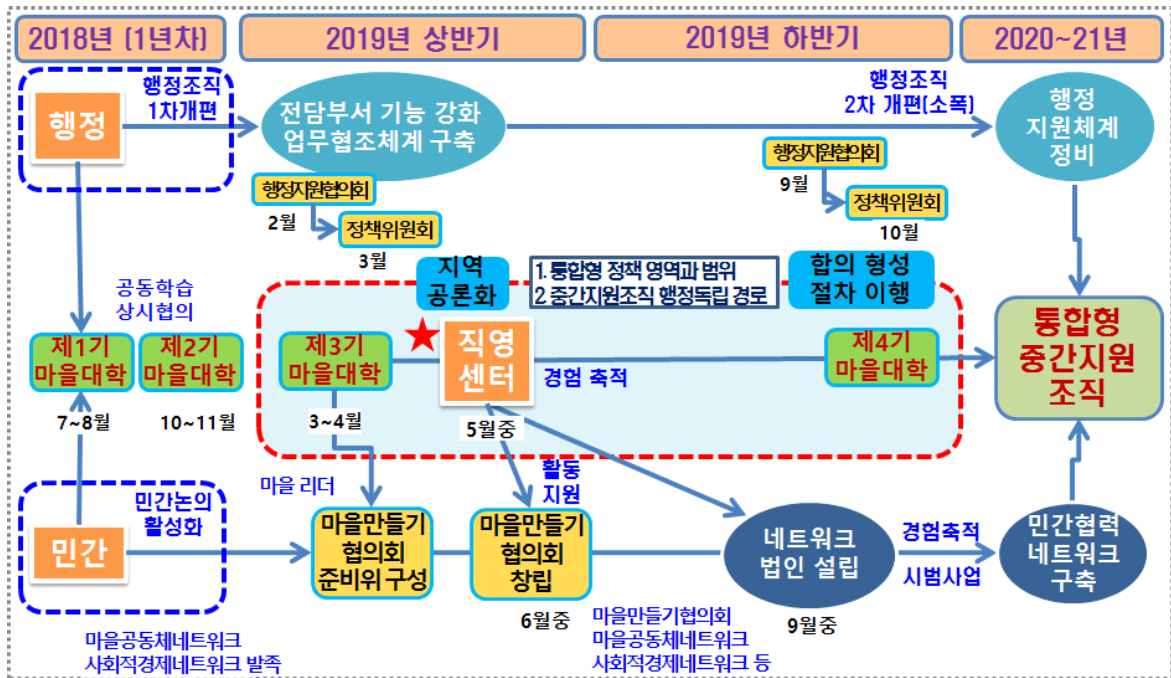 2018년 (1년차)
2019년 상반기
2019년 하반기
2020~21년
행정
행정조직
1차개편
전담부서 기능 강화
업무협조체계 구축
행정조직
2차 개편(소폭)
행정
지원체계
정비
행정지원협의회
2월
정책위원회
3월
행정지원협의회
9월
정책위원회
10월
지역
공론화
1. 통합형 정책 영역과 범위
2. 중간지원조직 행정독립 경로
합의 형성
절차 이행
공동학습
상시협의
제1기
마을대학
7~8월
제2기
마을대학
10~11월
제3기
마을대학
3~4월
직영
센터
5월중
경험 축적
제4기
마을대학
통합형
중간지원
조직
민간
민간논의
활성화
마을 리더
마을만들기
협의회
준비위 구성
활동
지원
마을만들기
협의회
창립
6월중
네트워크
법인 설립
9월중
경험축적
시범사업
민간협력
네트워크
구축
마을공동체네트워크
사회적경제네트워크 발족
마을만들기협의회
마을공동체네트워크
사회적경제네트워크 등